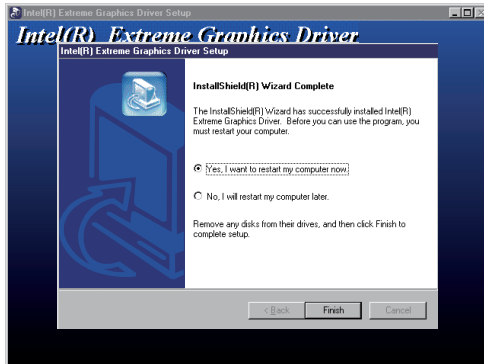 Intel(R) Extreme Graphics Driver Setup
Intel(R) Extreme Graphics Driver
Intel(R) Extreme Graphics Driver Setup
InstallShield(R) Wizard Complete
The InstallShield(R) Wizard has successfully installed Intel(R)
Extreme Graphics Driver. Before you can use the program, you
must restart your computer.
Yes, I want to restart my computer now.
No, I will restart my computer later.
Remove any disks from their drives, and then click Finish to
complete setup.
< Back Finish Cancel